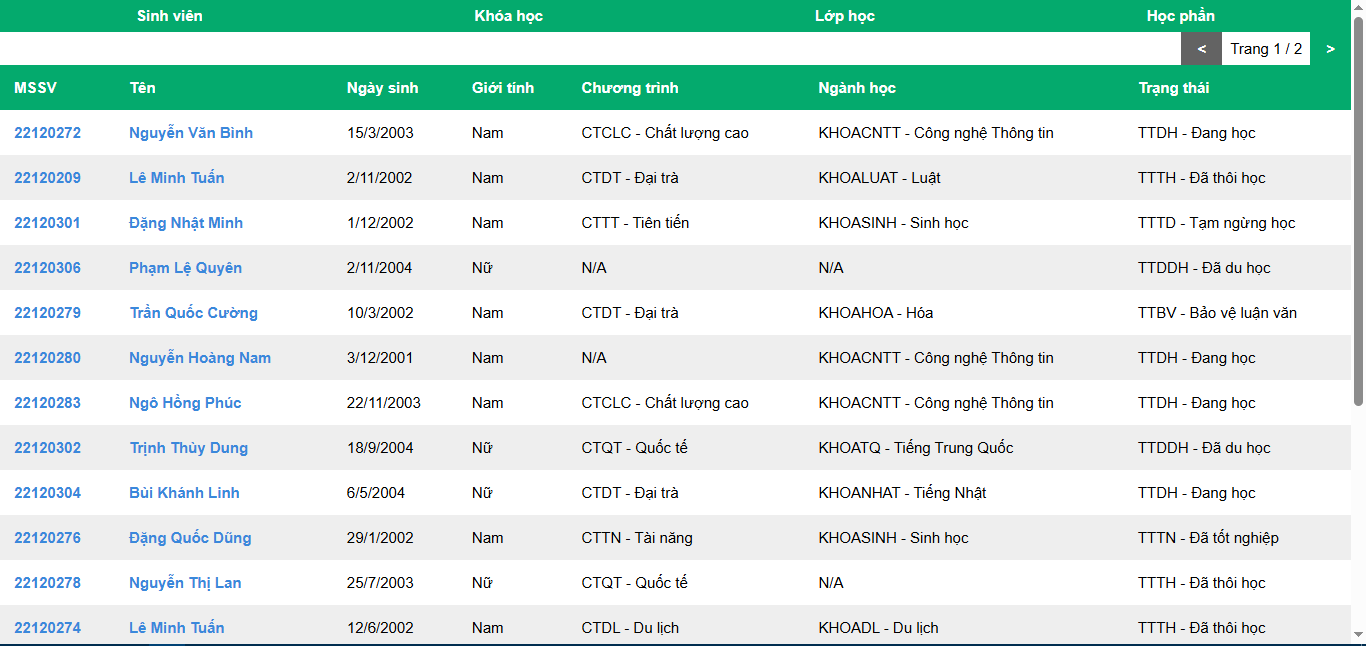 Sinh viên Khóa học Lớp học Học phần
< Trang 1 / 2 >
MSSV Tên Ngày sinh Giới tính Chương trình Ngành học Trạng thái
22120272 Nguyễn Văn Bình 15/3/2003 Nam CTCLC - Chất lượng cao KHOACNTT - Công nghệ Thông tin TTDH - Đang học
22120209 Lê Minh Tuấn 2/11/2002 Nam CTDT - Đại trà KHOALUAT - Luật TTTH - Đã thôi học
22120301 Đặng Nhật Minh 1/12/2002 Nam CTTT - Tiên tiến KHOASINH - Sinh học TTTD - Tạm ngừng học
22120306 Phạm Lệ Quyên 2/11/2004 Nữ N/A N/A TTDDH - Đã du học
22120279 Trần Quốc Cường 10/3/2002 Nam CTDT - Đại trà KHOAHOA - Hóa TTBV - Bảo vệ luận văn
22120280 Nguyễn Hoàng Nam 3/12/2001 Nam N/A KHOACNTT - Công nghệ Thông tin TTDH - Đang học
22120283 Ngô Hồng Phúc 22/11/2003 Nam CTCLC - Chất lượng cao KHOACNTT - Công nghệ Thông tin TTDH - Đang học
22120302 Trịnh Thùy Dung 18/9/2004 Nữ CTQT - Quốc tế KHOATQ - Tiếng Trung Quốc TTDDH - Đã du học
22120304 Bùi Khánh Linh 6/5/2004 Nữ CTDT - Đại trà KHOANHAT - Tiếng Nhật TTDH - Đang học
22120276 Đặng Quốc Dũng 29/1/2002 Nam CTTN - Tài năng KHOASINH - Sinh học TTTN - Đã tốt nghiệp
22120278 Nguyễn Thị Lan 25/7/2003 Nữ CTQT - Quốc tế N/A TTTH - Đã thôi học
22120274 Lê Minh Tuấn 12/6/2002 Nam CTDL - Du lịch KHOADL - Du lịch TTTH - Đã thôi học